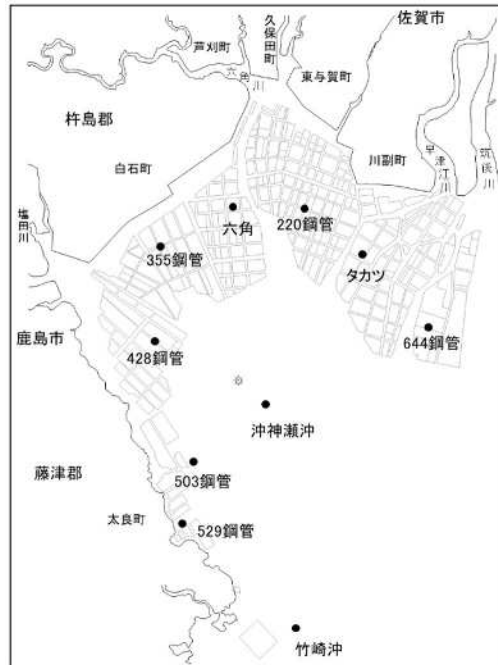 佐賀市
久保田町
芦刈町
六角川
東与賀町
杵島郡
川副町
早津江川
筑後川
白石町
塩田川
六角
220鋼管
355鋼管
タカツ
鹿島市
428鋼管
644鋼管
沖神瀬沖
藤津郡
503鋼管
太良町
529鋼管
竹崎沖